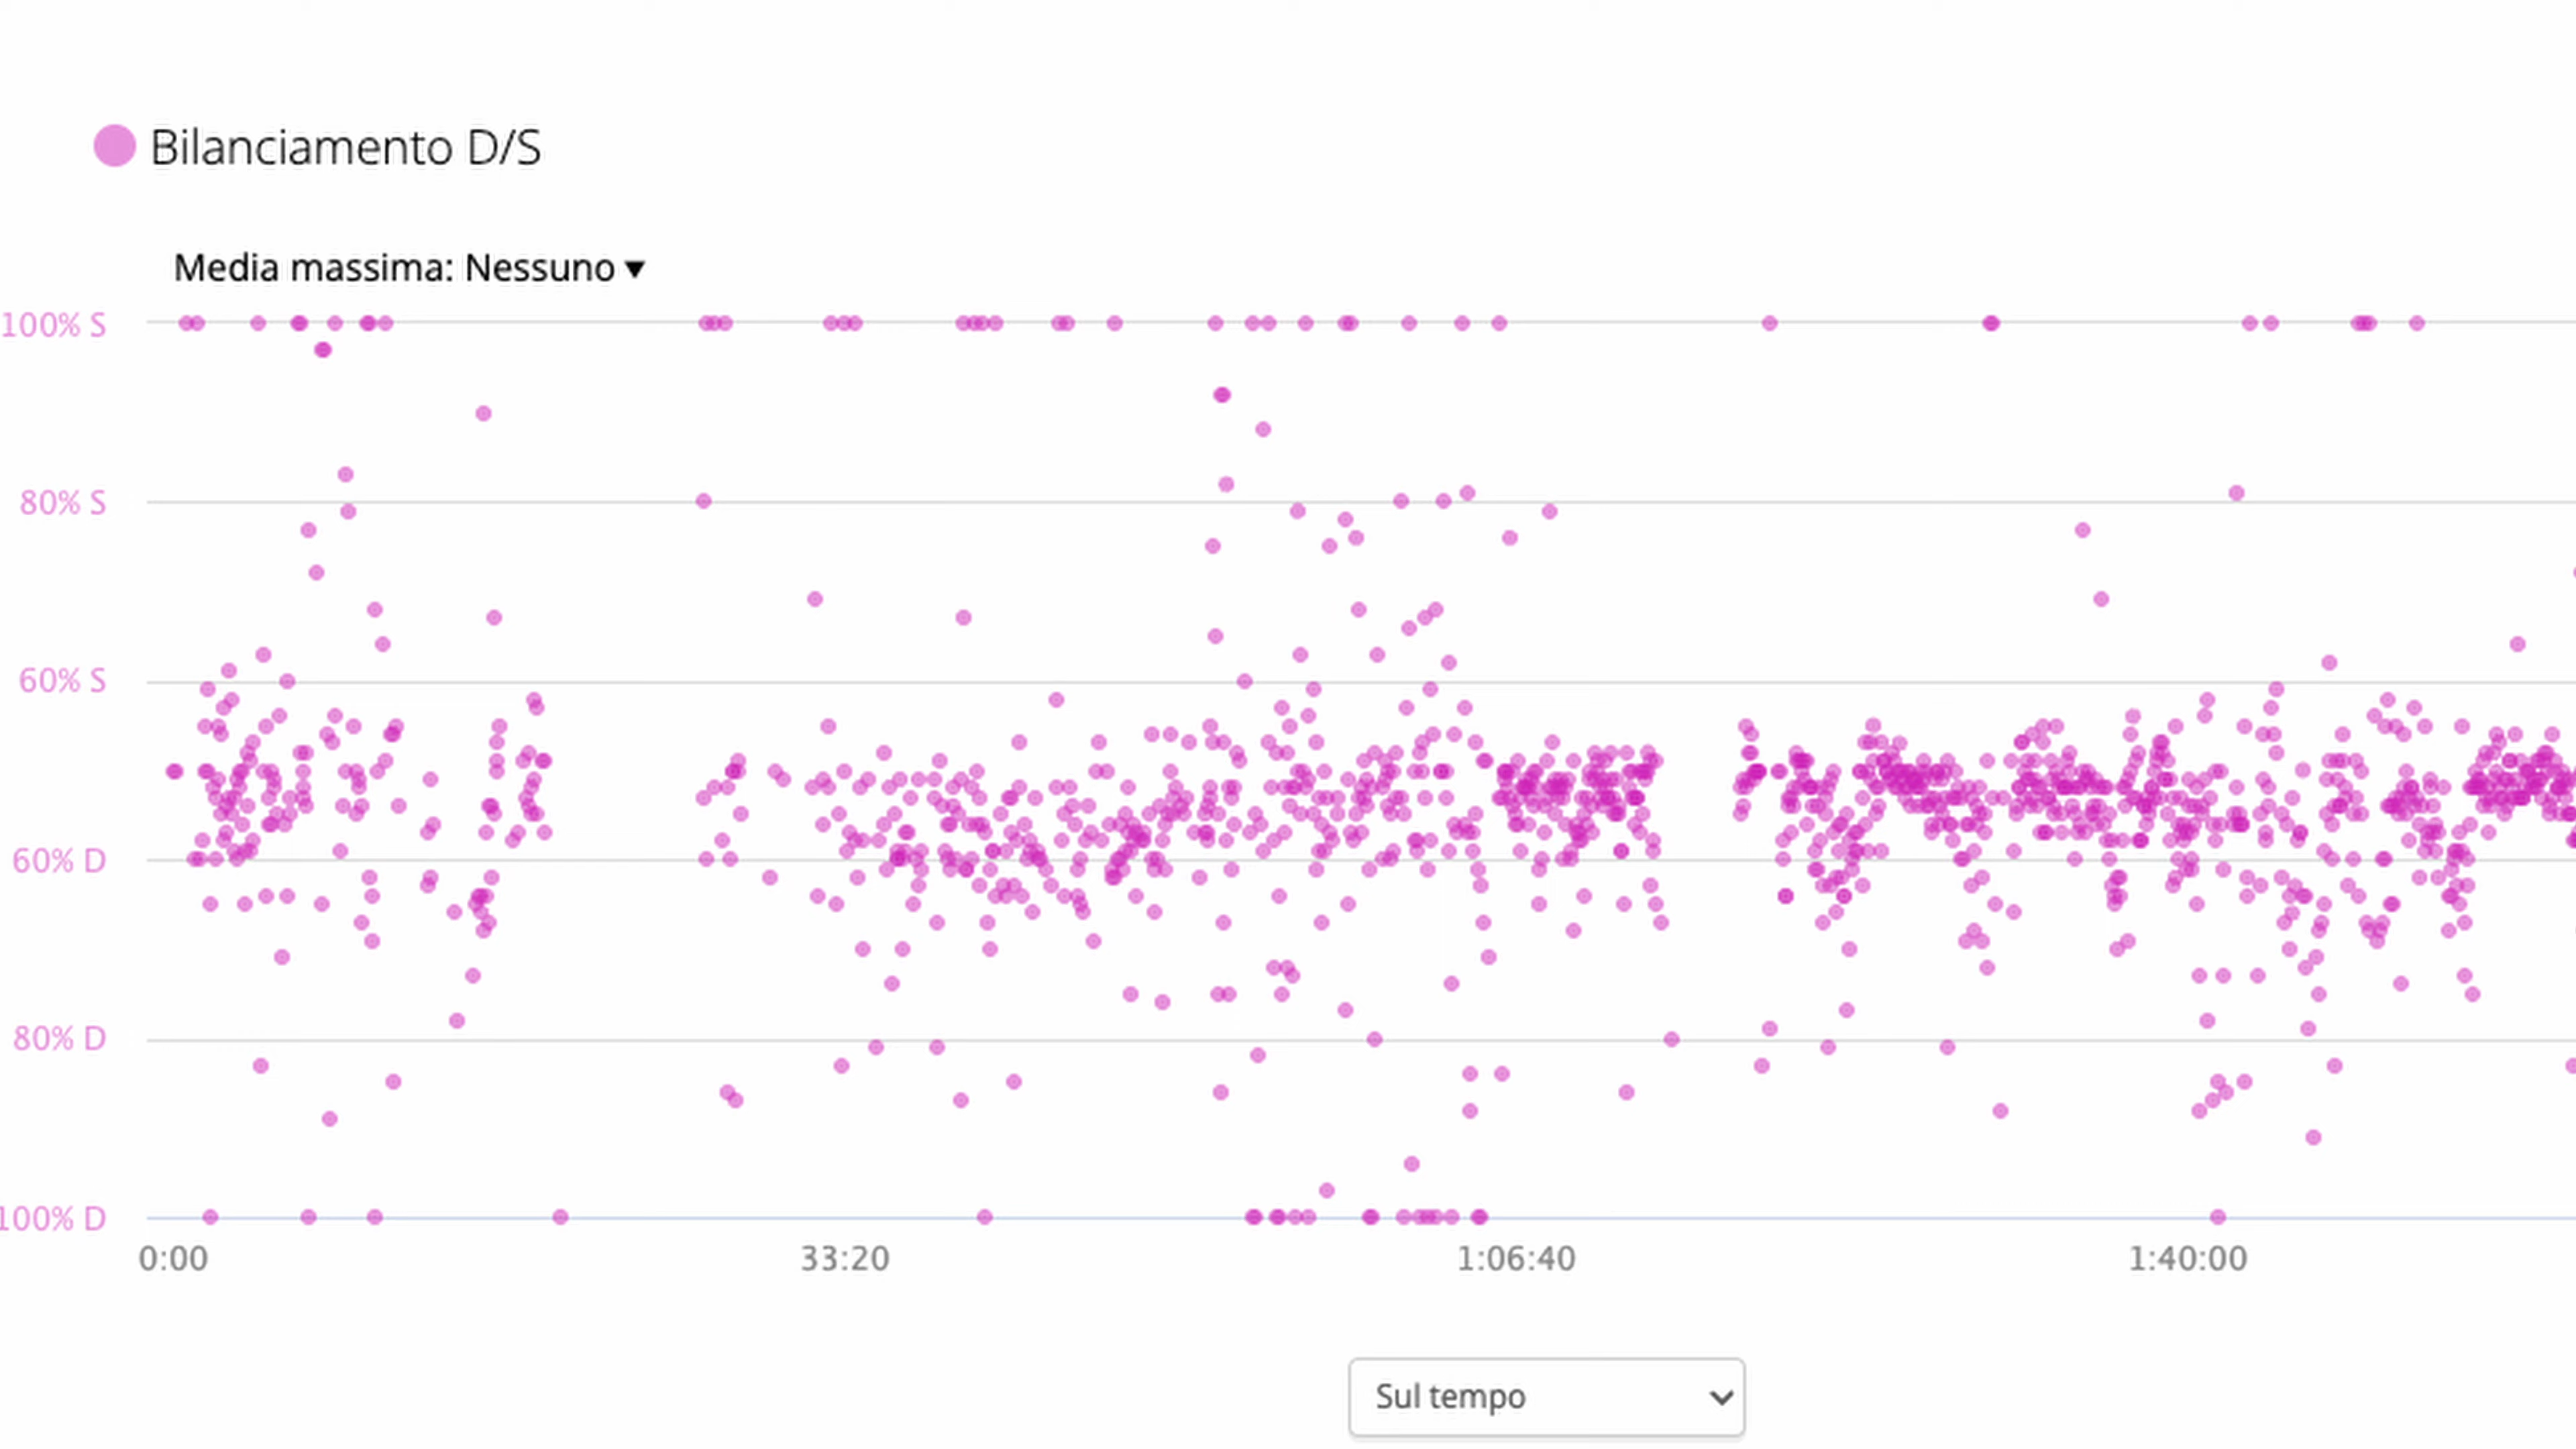 Bilanciamento D/S
Media massima: Nessuno ▼
100% S
80% S
60% S
60% D
80% D
100% D
0:00 33:20 1:06:40 1:40:00
Sul tempo